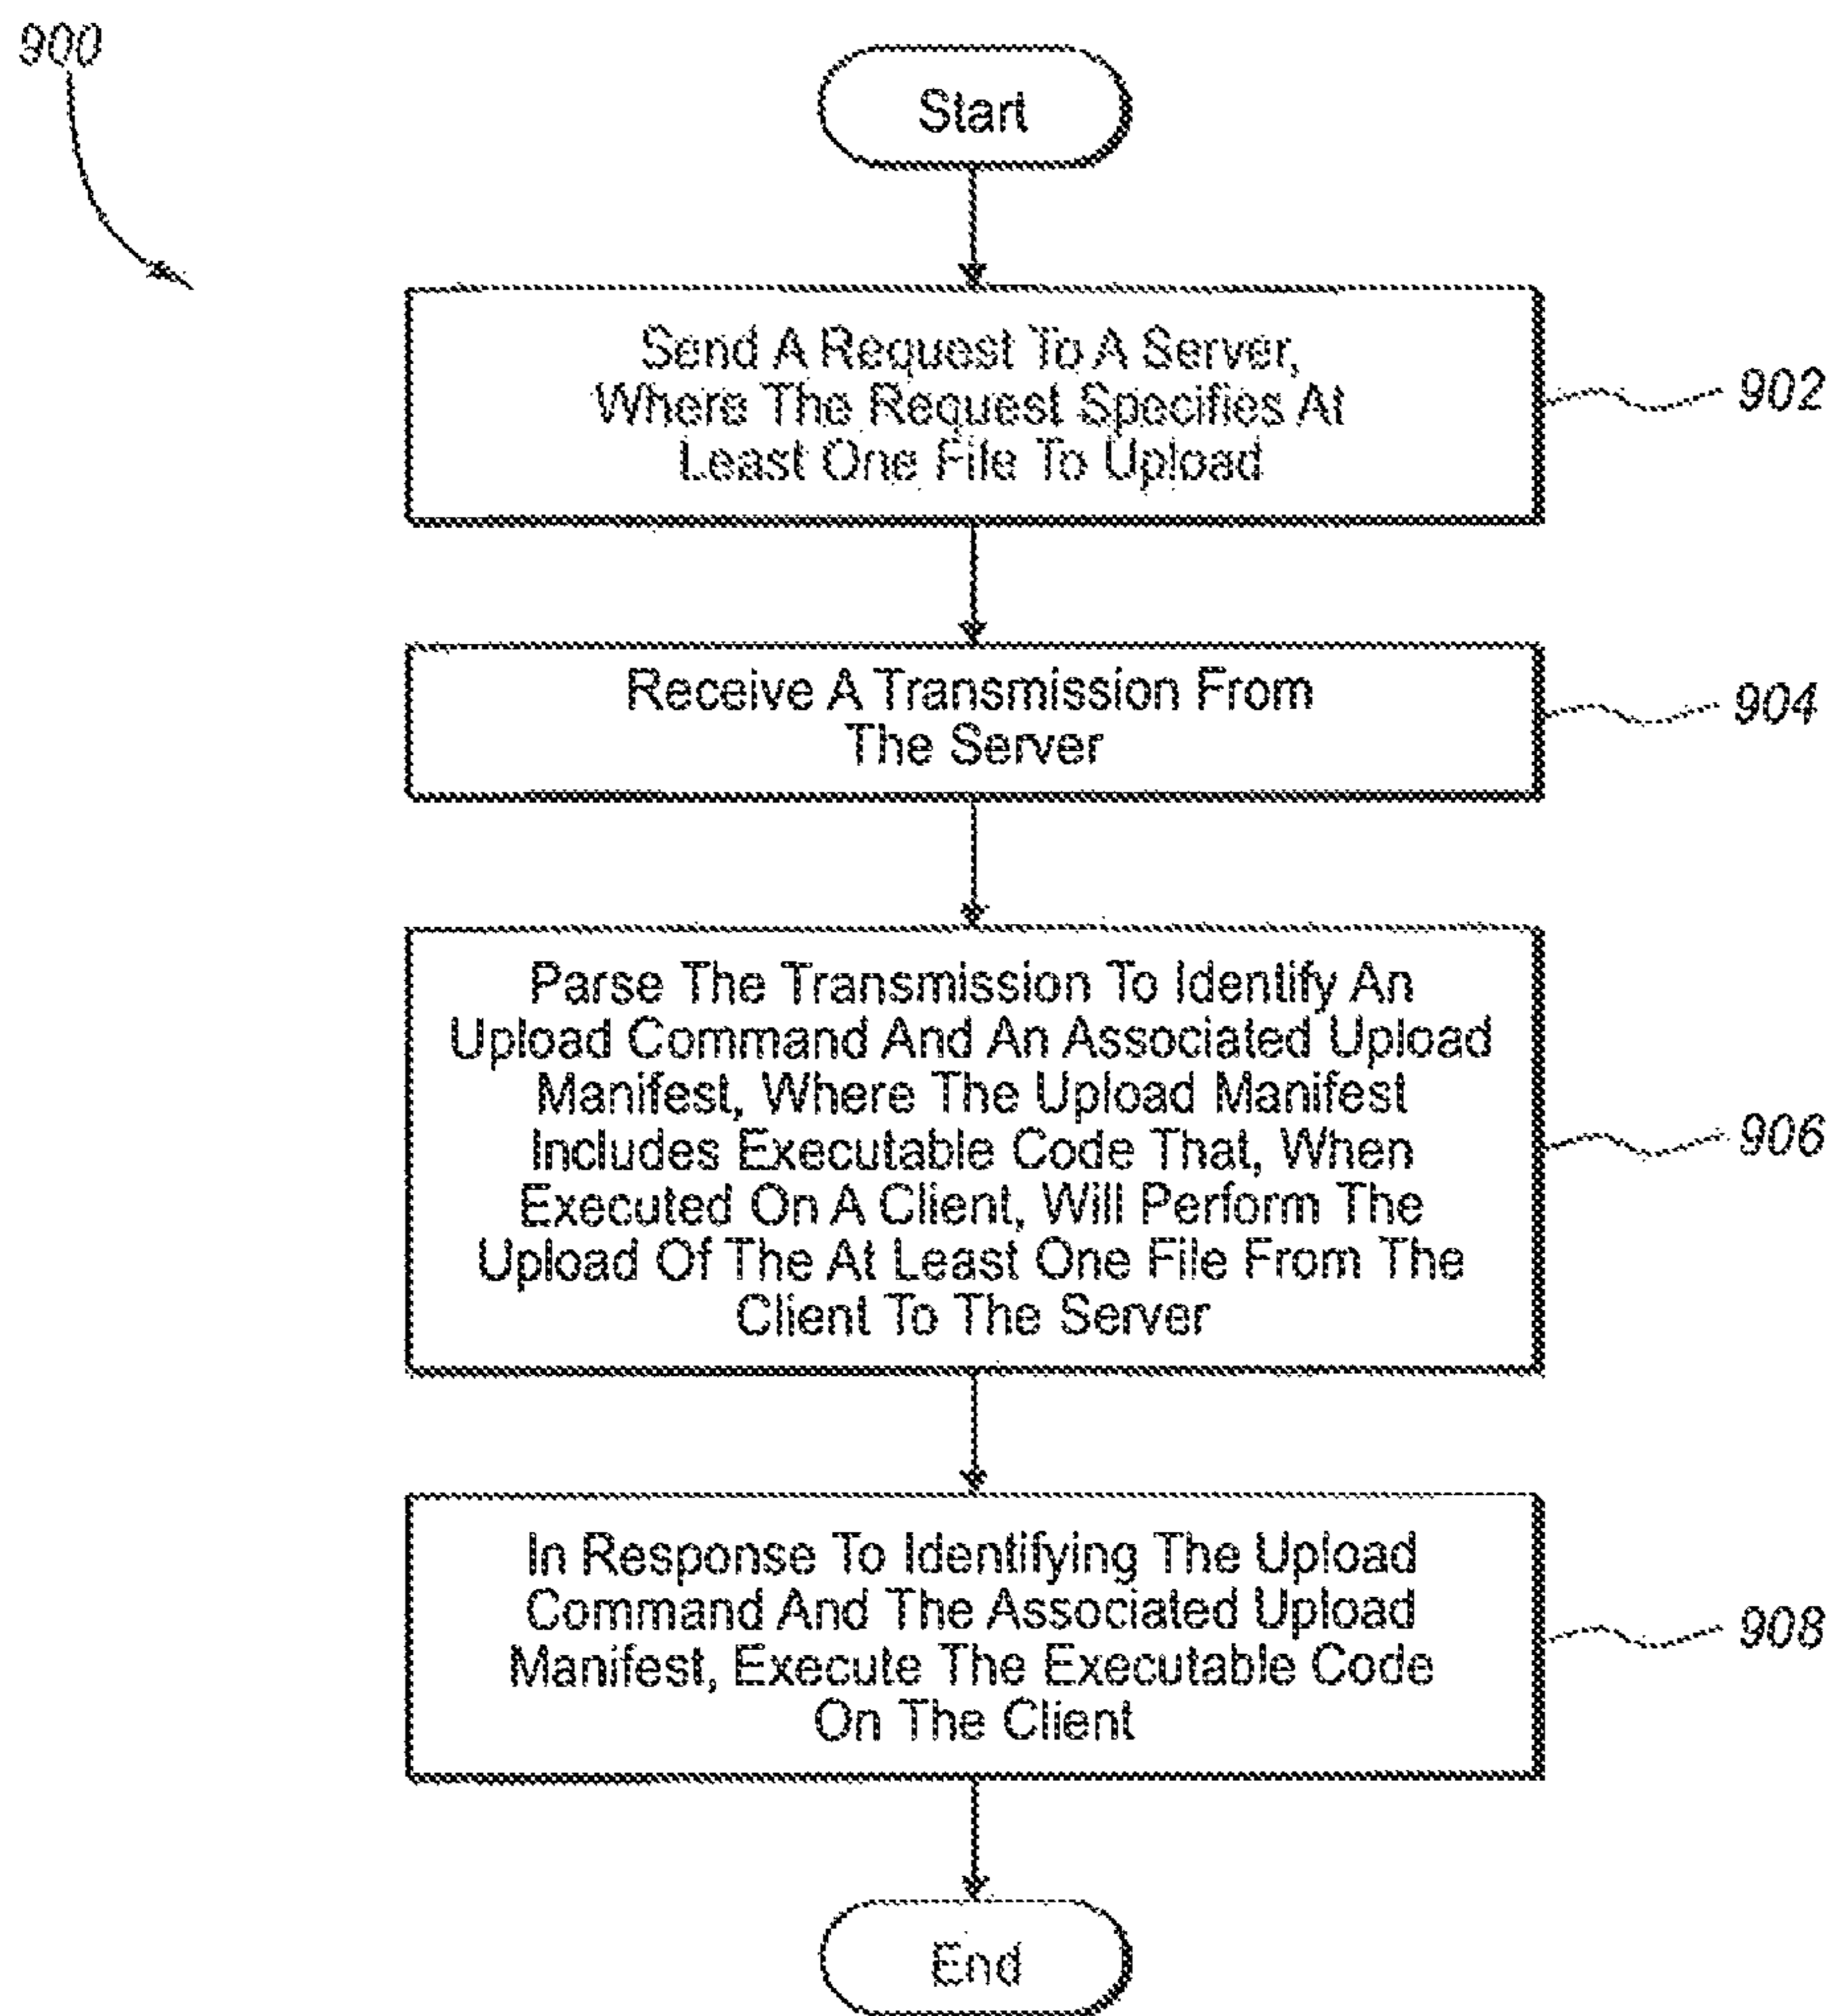 900
Start
Send A Request To A Server,
Where The Request Specifies At
Least One File To Upload
902
Receive A Transmission From
The Server
904
Parse The Transmission To Identify An
Upload Command And An Associated Upload
Manifest, Where The Upload Manifest
Includes Executable Code That, When
Executed On A Client, Will Perform The
Upload Of The At Least One File From The
Client To The Server
906
In Response To Identifying The Upload
Command And The Associated Upload
Manifest, Execute The Executable Code
On The Client
908
End